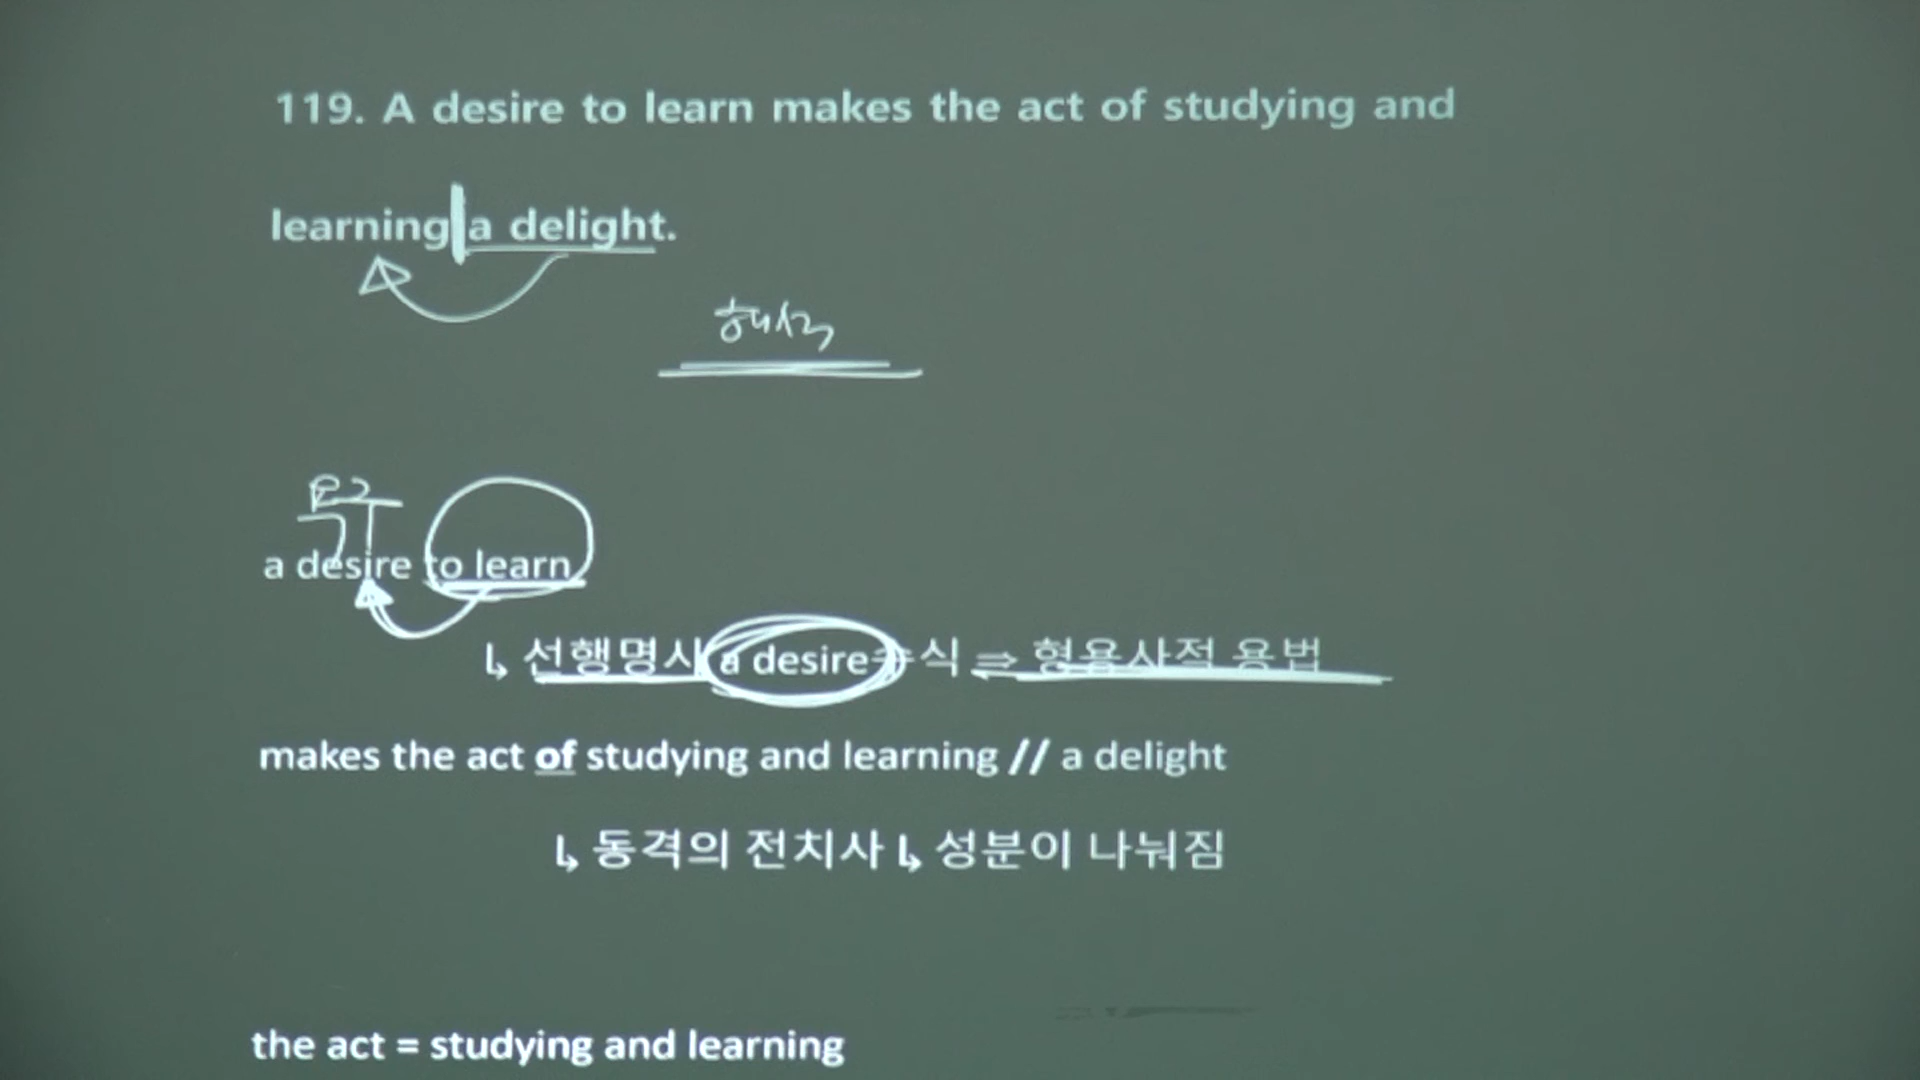 119. A desire to learn makes the act of studying and
learning a delight.
해석
욕구
a desire to learn
↳ 선행명사 a desire 수식 ⇒ 형용사적 용법
makes the act of studying and learning // a delight
↳ 동격의 전치사 ↳ 성분이 나눠짐
the act = studying and learning